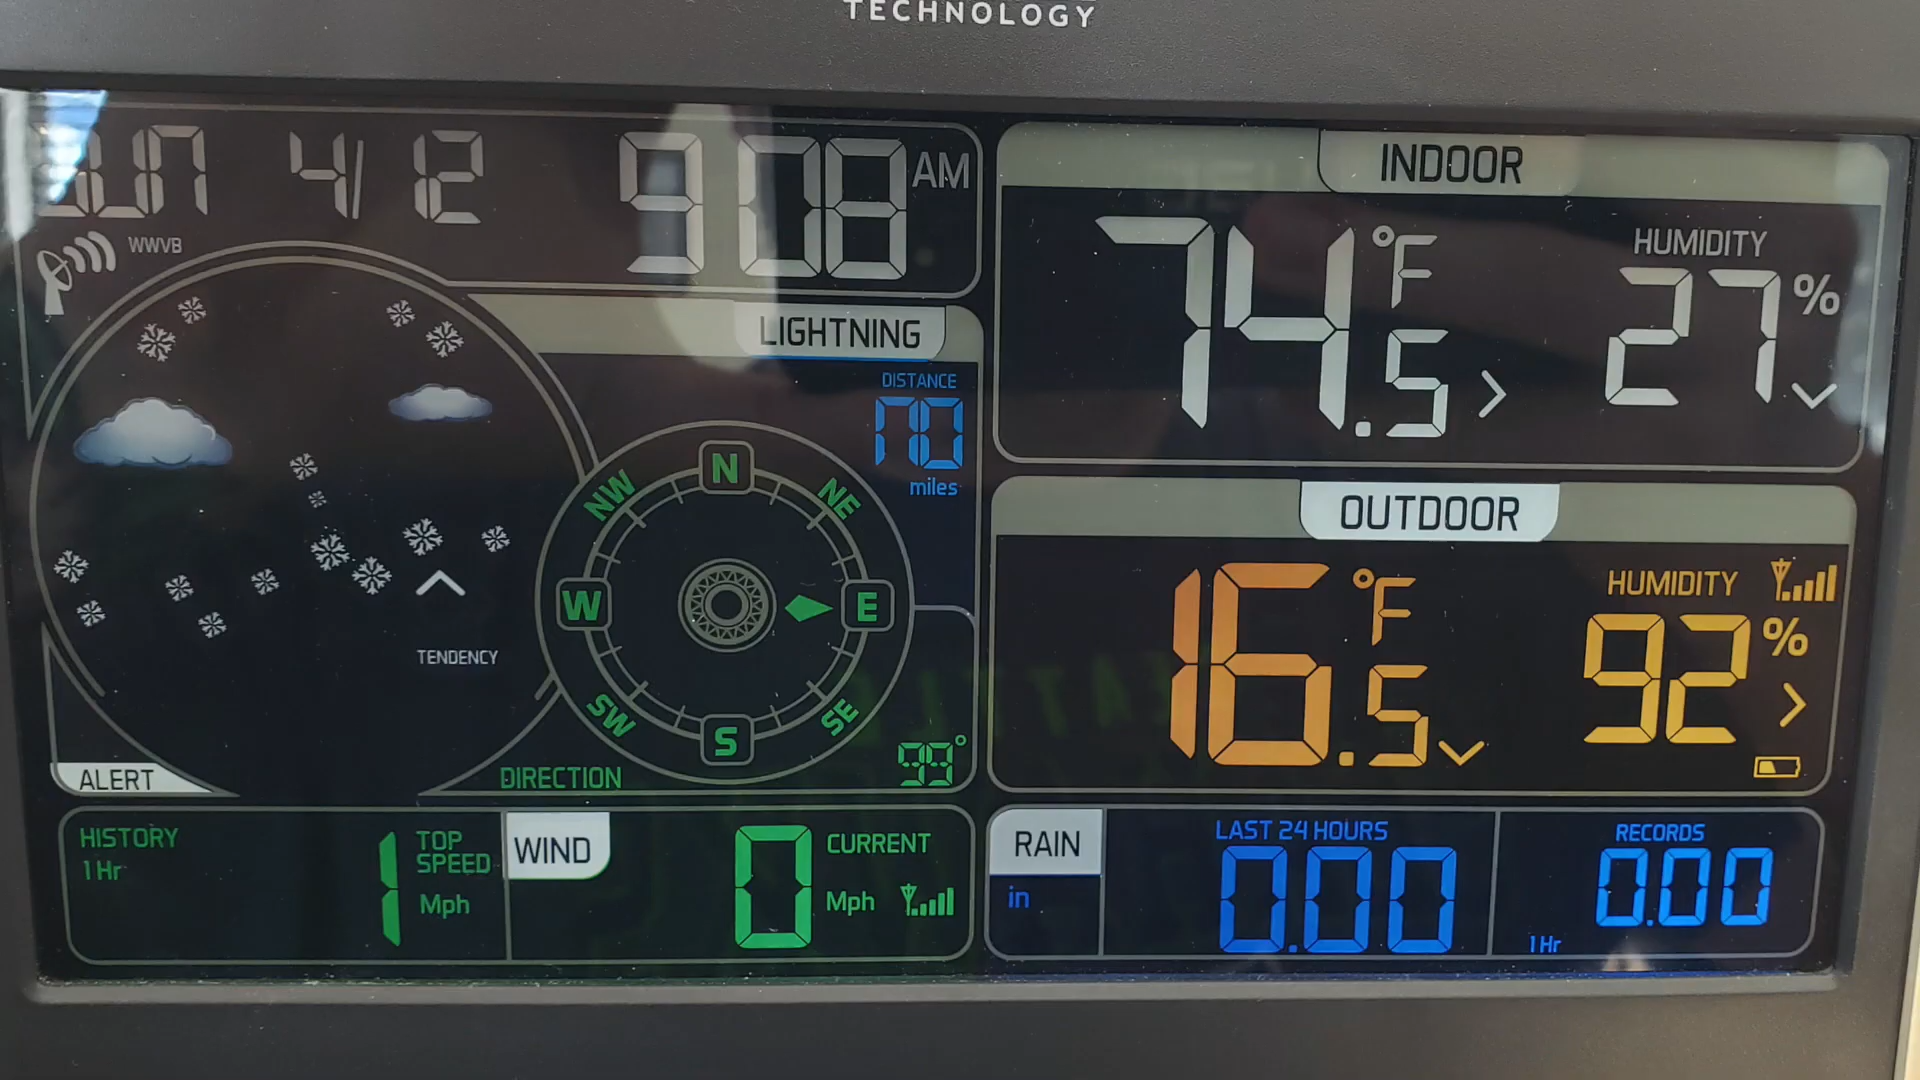 TECHNOLOGY
SUN 4/ 12 9:08 AM
WWVB
INDOOR
74.5 °F
HUMIDITY
27 %
LIGHTNING
DISTANCE
70
miles
N
NE
E
SE
S
SW
W
NW
OUTDOOR
16.5 °F
HUMIDITY
92 %
TENDENCY
ALERT
DIRECTION
99°
HISTORY
1 Hr
1
TOP
SPEED
Mph
WIND
0
CURRENT
Mph
RAIN
in
LAST 24 HOURS
0.00
RECORDS
0.00
1 Hr